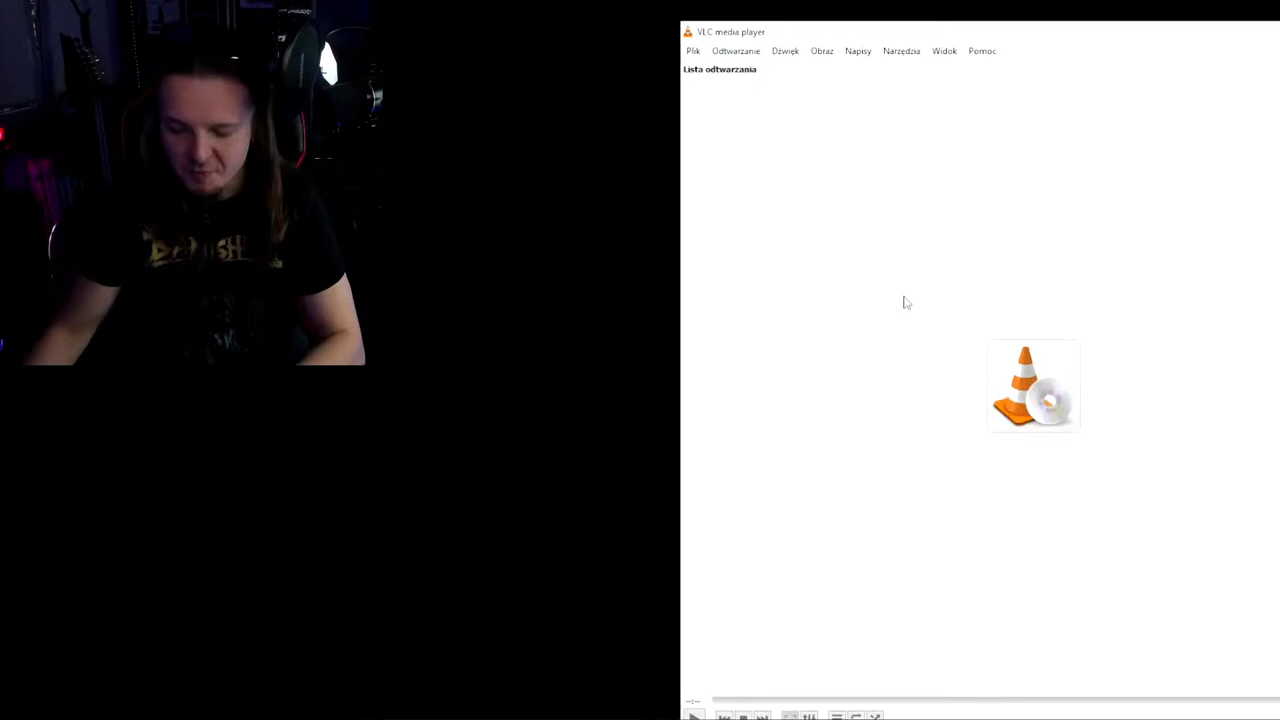 VLC media player
Plik Odtwarzanie Dźwięk Obraz Napisy Narzędzia Widok Pomoc
Lista odtwarzania
--:--